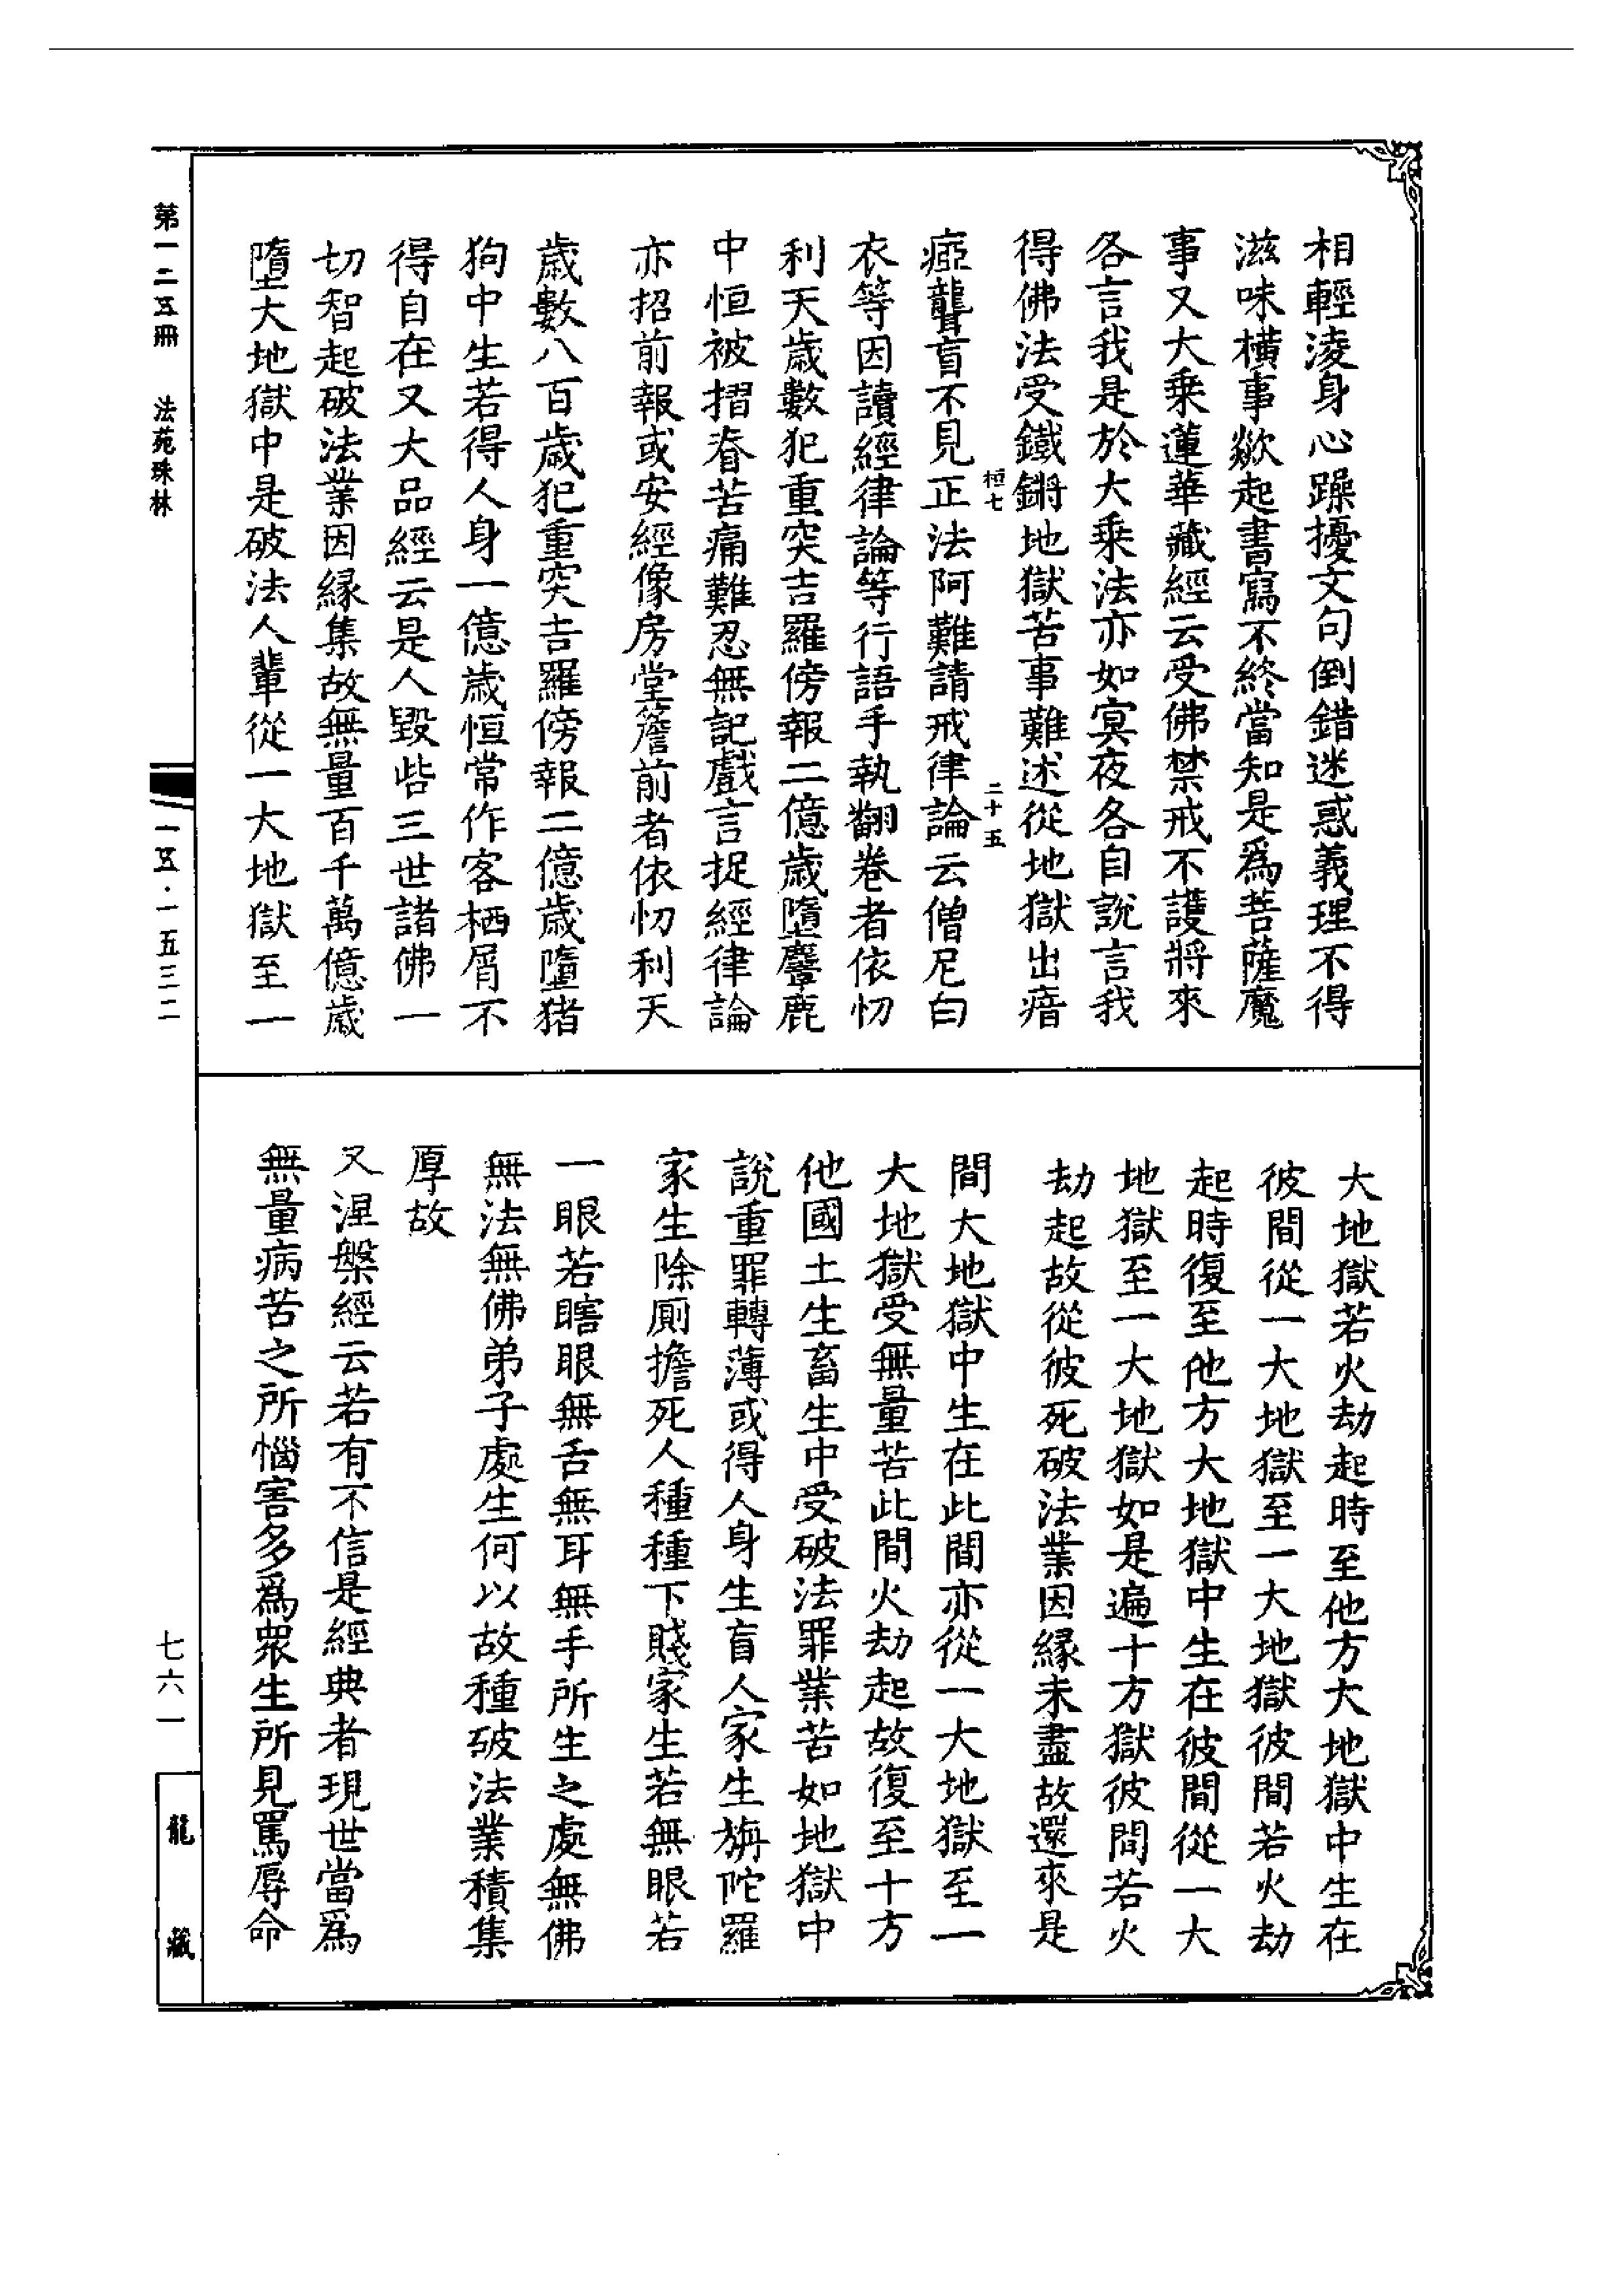 相輕淩身心躁擾文句倒錯迷惑義理不得
滋味橫事歘起書寫不終當知是爲菩薩魔
事又大乗蓮華藏經云受佛禁戒不護將來
各言我是於大乗法亦如㝠夜各自説言我
得佛法受鐵鏘地獄苦事難述從地獄出瘖
桓七 二十五
瘂聾盲不見正法阿難請戒律論云僧尼白
衣等因讀經律論等行語手執翻卷者依忉
利天歲數犯重突吉羅傍報二億歲墮麞鹿
中恒被摺脊苦痛難忍無記戲言捉經律論
亦招前報或安經像房堂簷前者依忉利天
歲數八百歲犯重突吉羅傍報二億歲墮猪
狗中生若得人身一億歲恒常作客栖屑不
得自在又大品經云是人毀呰三世諸佛一
切智起破法業因緣集故無量百千萬億歲
墮大地獄中是破法人輩從一大地獄至一
大地獄若火劫起時至他方大地獄中生在
彼間從一大地獄至一大地獄彼間若火劫
起時復至他方大地獄中生在彼間從一大
地獄至一大地獄如是遍十方獄彼間若火
劫起故從彼死破法業因緣未盡故還來是
間大地獄中生在此間亦從一大地獄至一
大地獄受無量苦此間火劫起故復至十方
他國土生畜生中受破法罪業苦如地獄中
說重罪轉薄或得人身生盲人家生旃陀羅
家生除廁擔死人種種下賤家生若無眼若
一眼若瞎眼無舌無耳無手所生之處無佛
無法無佛弟子處生何以故種破法業積集
厚故
又涅槃經云若有不信是經典者現世當爲
無量病苦之所惱害多爲衆生所見罵辱命
第一二五冊 法苑珠林
一五·一五三二
七六一
龍藏